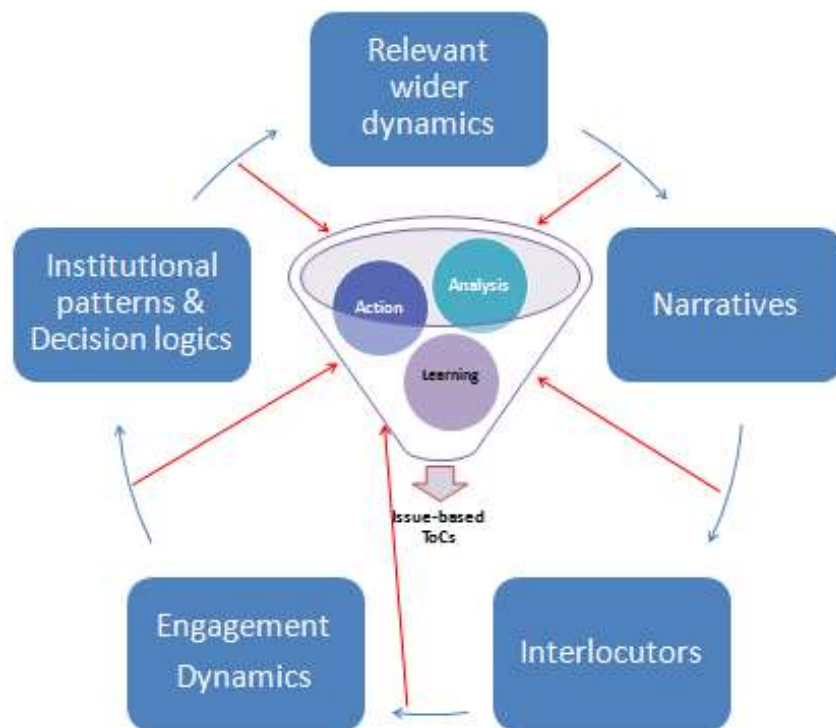 Relevant
wider
dynamics
Institutional
patterns &
Decision logics
Action
Analysis
Learning
Narratives
Issue-based
ToCs
Engagement
Dynamics
Interlocutors